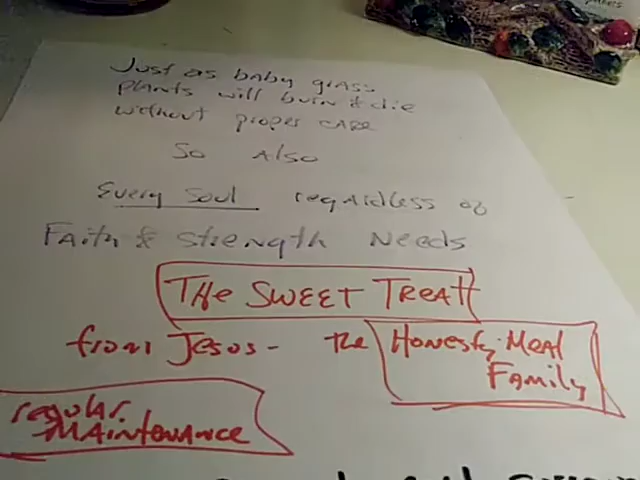 Just as baby grass
plants will burn & die
without proper care
So Also
Every Soul regardless of
Faith & Strength Needs
THE SWEET TREAT
from Jesus - the Honesty-Meal
Family
regular
MAINTENANCE